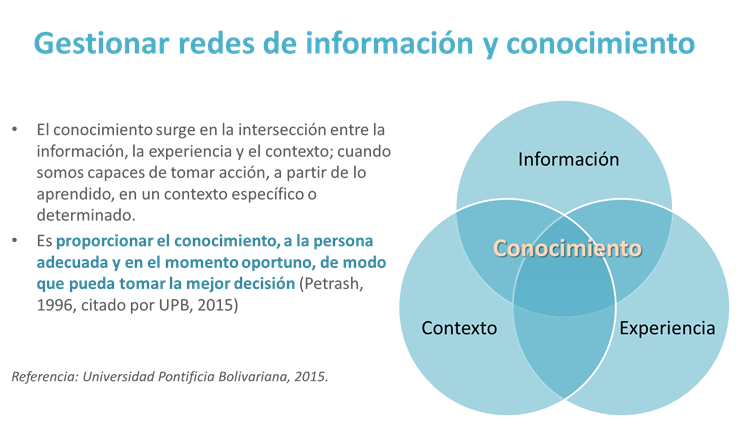 Gestionar redes de información y conocimiento
• El conocimiento surge en la intersección entre la
información, la experiencia y el contexto; cuando
somos capaces de tomar acción, a partir de lo
aprendido, en un contexto específico o
determinado.
• Es proporcionar el conocimiento, a la persona
adecuada y en el momento oportuno, de modo
que pueda tomar la mejor decisión (Petrash,
1996, citado por UPB, 2015)
Referencia: Universidad Pontificia Bolivariana, 2015.
Información
Conocimiento
Contexto
Experiencia